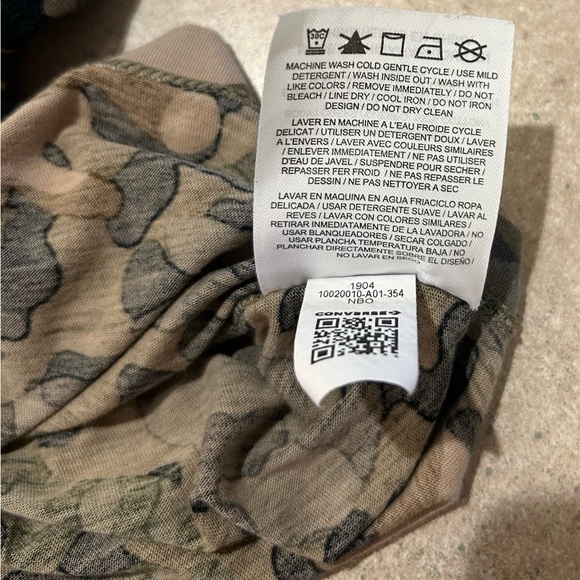 30C
MACHINE WASH COLD GENTLE CYCLE / USE MILD
DETERGENT / WASH INSIDE OUT / WASH WITH
LIKE COLORS / REMOVE IMMEDIATELY / DO NOT
BLEACH / LINE DRY / COOL IRON / DO NOT IRON
DESIGN / DO NOT DRY CLEAN
LAVER EN MACHINE A L'EAU FROIDE CYCLE
DELICAT / UTILISER UN DETERGENT DOUX / LAVER
A L'ENVERS / LAVER AVEC COULEURS SIMILAIRES
/ ENLEVER IMMEDIATEMENT / NE PAS UTILISER
D'EAU DE JAVEL / SUSPENDRE POUR SECHER /
REPASSER FER FROID / NE PAS REPASSER LE
DESSIN / NE PAS NETTOYER A SEC
LAVAR EN MAQUINA EN AGUA FRIACICLO ROPA
DELICADA / USAR DETERGENTE SUAVE / LAVAR AL
REVES / LAVAR CON COLORES SIMILARES /
RETIRAR INMEDIATAMENTE DE LA LAVADORA / NO
USAR BLANQUEADORES / SECAR COLGADO /
USAR PLANCHA TEMPERATURA BAJA / NO
PLANCHAR DIRECTAMENTE SOBRE EL DISEÑO /
NO LAVAR EN SECO
1904
10020010-A01-354
NBO
CONVERSE